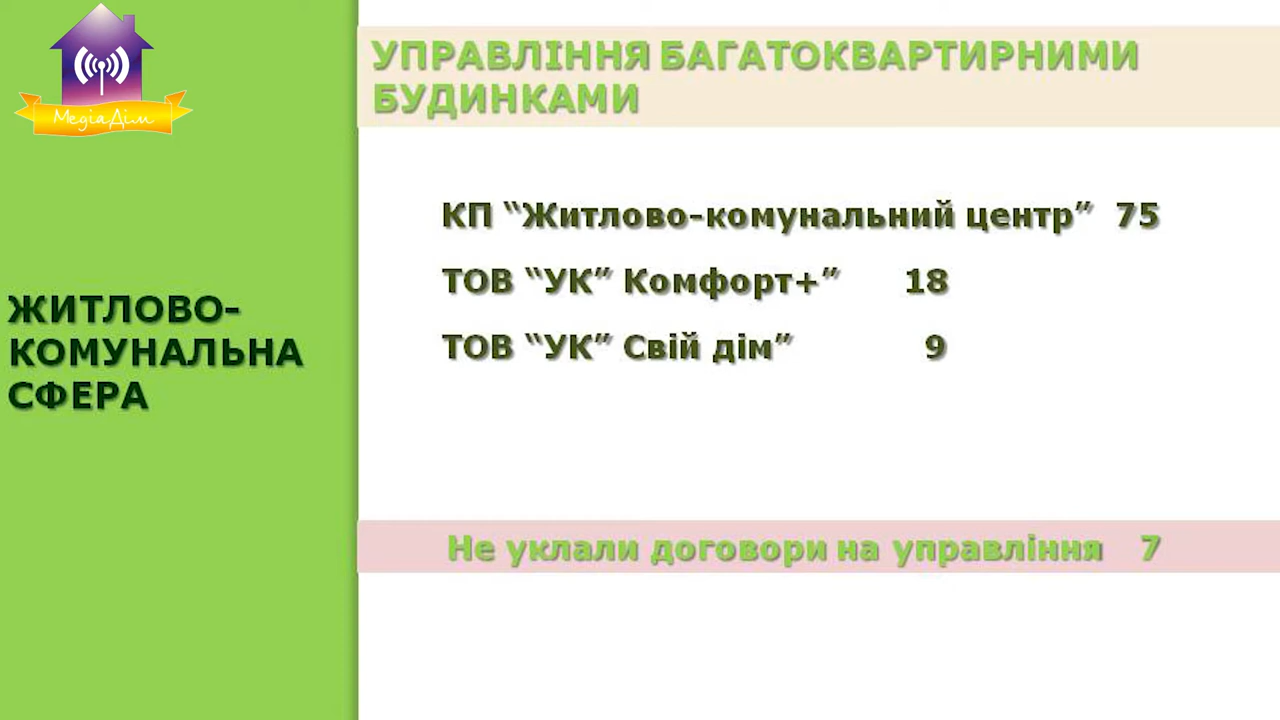 МедіаДім
УПРАВЛІННЯ БАГАТОКВАРТИРНИМИ
БУДИНКАМИ
КП “Житлово-комунальний центр” 75
ТОВ “УК” Комфорт+” 18
ТОВ “УК” Свій дім” 9
ЖИТЛОВО-
КОМУНАЛЬНА
СФЕРА
Не уклали договори на управління 7